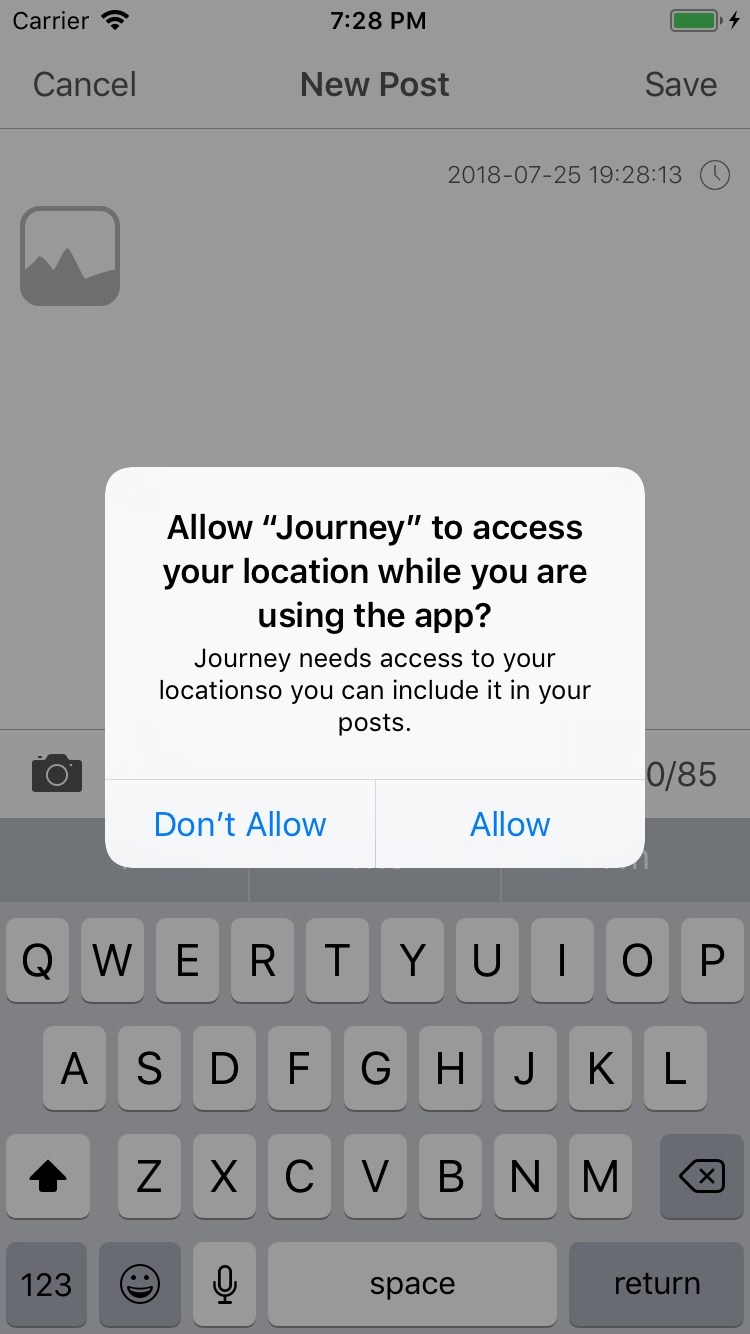 Carrier 7:28 PM
Cancel New Post Save
2018-07-25 19:28:13
Allow “Journey” to access
your location while you are
using the app?
Journey needs access to your
locationso you can include it in your
posts.
0/85
Don’t Allow Allow
Q W E R T Y U I O P
A S D F G H J K L
Z X C V B N M
123 space return